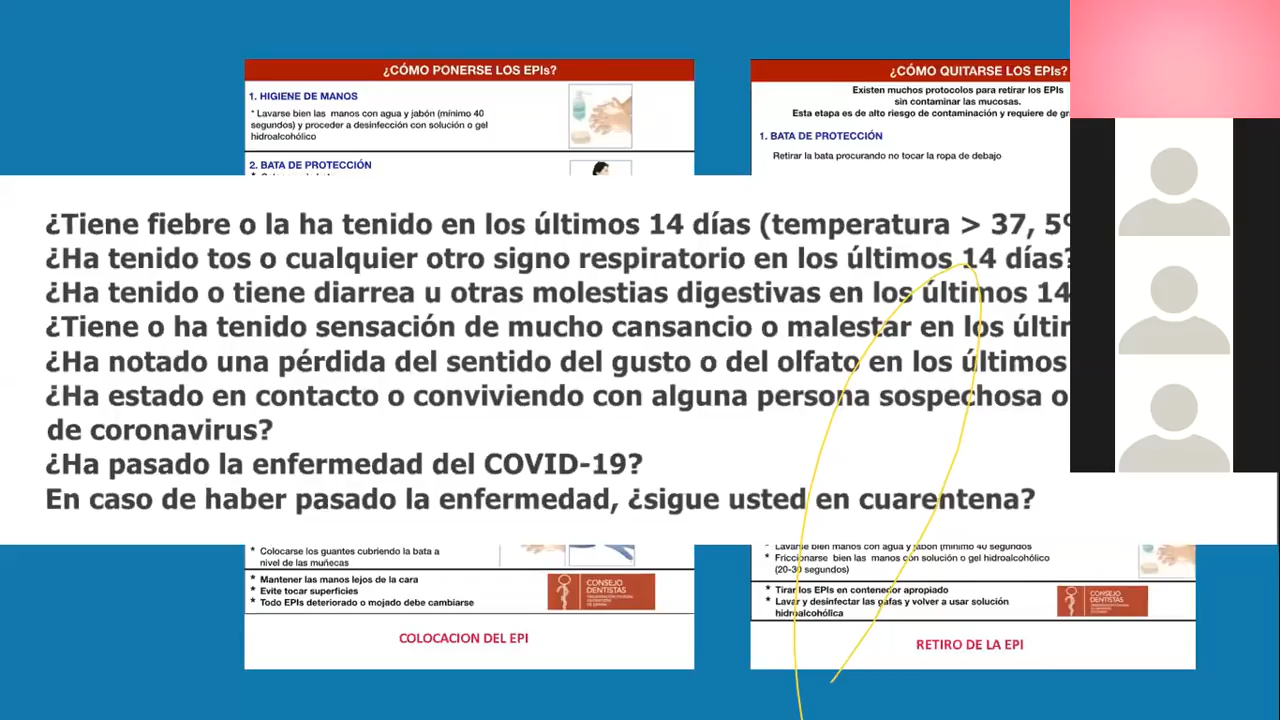 ¿CÓMO PONERSE LOS EPIs?
1. HIGIENE DE MANOS
* Lavarse bien las manos con agua y jabón (mínimo 40
segundos) y proceder a desinfección con solución o gel
hidroalcohólico
2. BATA DE PROTECCIÓN
¿CÓMO QUITARSE LOS EPIs?
Existen muchos protocolos para retirar los EPIs
sin contaminar las mucosas.
Esta etapa es de alto riesgo de contaminación y requiere de
1. BATA DE PROTECCIÓN
Retirar la bata procurando no tocar la ropa de debajo
¿Tiene fiebre o la ha tenido en los últimos 14 días (temperatura > 37, 5º
¿Ha tenido tos o cualquier otro signo respiratorio en los últimos 14 días?
¿Ha tenido o tiene diarrea u otras molestias digestivas en los últimos 14
¿Tiene o ha tenido sensación de mucho cansancio o malestar en los
¿Ha notado una pérdida del sentido del gusto o del olfato en los últimos
¿Ha estado en contacto o conviviendo con alguna persona sospechosa o
de coronavirus?
¿Ha pasado la enfermedad del COVID-19?
En caso de haber pasado la enfermedad, ¿sigue usted en cuarentena?
* Colocarse los guantes cubriendo la bata a
nivel de las muñecas
* Mantener las manos lejos de la cara
* Evite tocar superficies
* Todo EPIs deteriorado o mojado debe cambiarse
CONSEJO
DENTISTAS
COLOCACION DEL EPI
* Lavarse bien manos con agua y jabón (mínimo 40 segundos
* Friccionarse bien las manos con solución o gel hidroalcohólico
(20-30 segundos)
* Tirar los EPIs en contenedor apropiado
* Lavar y desinfectar las gafas y volver a usar solución
hidroalcohólica
CONSEJO
DENTISTAS
RETIRO DE LA EPI